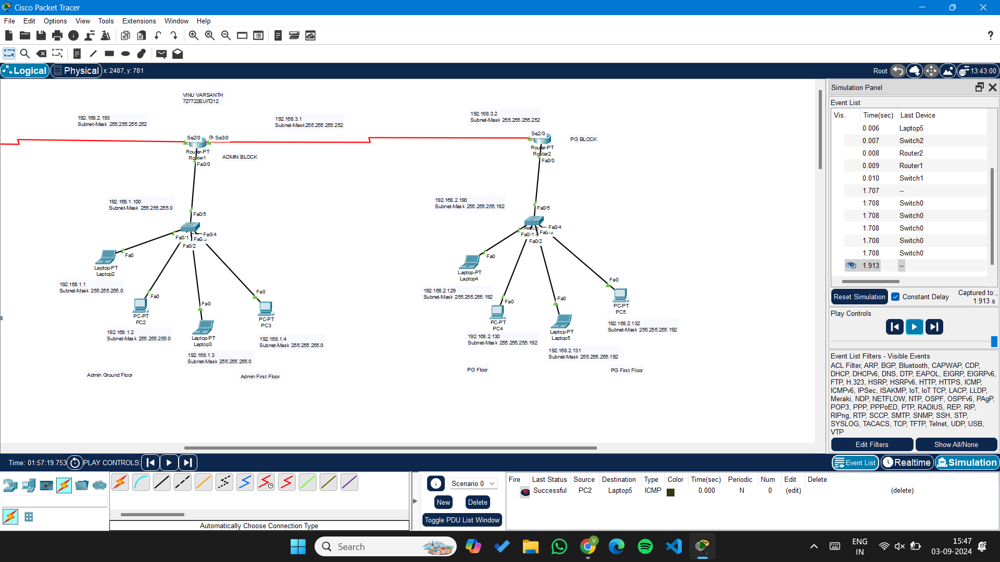 Cisco Packet Tracer
File Edit Options View Tools Extensions Window Help
?
Logical Physical x: 2487, y: 781 Root 13:43:00
VINU VARSANTH
727722EUIT212
192.168.2.193
Subnet-Mask 255.255.255.252
192.168.3.1
Subnet-Mask255.255.255.252
192.168.3.2
Subnet-Mask 255.255.255.252
Se2/0 Se3/0
Router-PT
Router1
Fa0/0
ADMIN BLOCK
Se2/0
Router-PT
Router2
Fa0/0
PG BLOCK
192.168.1.100
Subnet-Mask 255.255.255.0
Fa0/5
Fa0/4
Fa0/1 Fa0/3
Fa0/2
192.168.2.190
Subnet-Mask 255.255.255.192
Fa0/5
Fa0/4
Fa0/1 Fa0/3
Fa0/2
Fa0
Laptop-PT
Laptop2
192.168.1.1
Subnet-Mask 255.255.255.0
Fa0
PC-PT
PC2
192.168.1.2
Subnet-Mask 255.255.255.0
Fa0
Laptop-PT
Laptop3
192.168.1.3
Subnet-Mask 255.255.255.0
Fa0
PC-PT
PC3
192.168.1.4
Subnet-Mask 255.255.255.0
Admin Ground Floor
Admin First Floor
Fa0
Laptop-PT
Laptop4
192.168.2.129
Subnet-Mask 255.255.255.192
Fa0
PC-PT
PC4
192.168.2.130
Subnet-Mask 255.255.255.192
Fa0
Laptop-PT
Laptop5
192.168.2.131
Subnet-Mask 255.255.255.192
Fa0
PC-PT
PC5
192.168.2.132
Subnet-Mask 255.255.255.192
PG Floor
PG First Floor
8
Simulation Panel
Event List
Vis. Time(sec) Last Device
0.006 Laptop5
0.007 Switch2
0.008 Router2
0.009 Router1
0.010 Switch1
1.707 --
1.708 Switch0
1.708 Switch0
1.708 Switch0
1.708 Switch0
1.708 Switch0
1.913 --
Reset Simulation Constant Delay Captured to:
1.913 s
Play Controls
Event List Filters - Visible Events
ACL Filter, ARP, BGP, Bluetooth, CAPWAP, CDP,
DHCP, DHCPv6, DNS, DTP, EAPOL, EIGRP, EIGRPv6,
FTP, H.323, HSRP, HSRPv6, HTTP, HTTPS, ICMP,
ICMPv6, IPSec, ISAKMP, IoT, IoT TCP, LACP, LLDP,
Meraki, NDP, NETFLOW, NTP, OSPF, OSPFv6, PAgP,
POP3, PPP, PPPoED, PTP, RADIUS, REP, RIP,
RIPng, RTP, SCCP, SMTP, SNMP, SSH, STP,
SYSLOG, TACACS, TCP, TFTP, Telnet, UDP, USB,
VTP
Edit Filters Show All/None
Time: 01:57:19.753 PLAY CONTROLS: Event List Realtime Simulation
Automatically Choose Connection Type
Scenario 0
New Delete
Toggle PDU List Window
Fire Last Status Source Destination Type Color Time(sec) Periodic Num Edit Delete
Successful PC2 Laptop5 ICMP 0.000 N 0 (edit) (delete)
Search
V
ENG
IN
15:47
03-09-2024